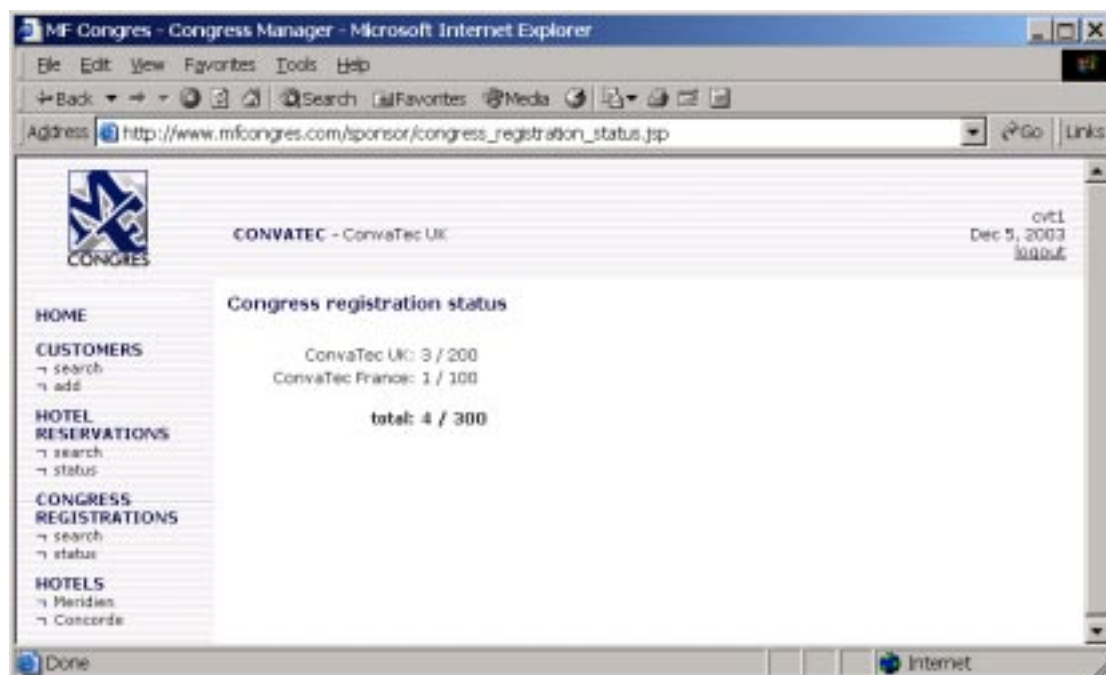 MF Congres - Congress Manager - Microsoft Internet Explorer
File Edit View Favorites Tools Help
Back Search Favorites Media
Address http://www.mfcongres.com/sponsor/congress_registration_status.jsp Go Links
CONGRES
CONVATEC - ConvaTec UK
cvt1
Dec 5, 2003
logout
HOME
CUSTOMERS
¬ search
¬ add
HOTEL
RESERVATIONS
¬ search
¬ status
CONGRESS
REGISTRATIONS
¬ search
¬ status
HOTELS
¬ Meridien
¬ Concorde
Congress registration status
ConvaTec UK: 3 / 200
ConvaTec France: 1 / 100
total: 4 / 300
Done Internet